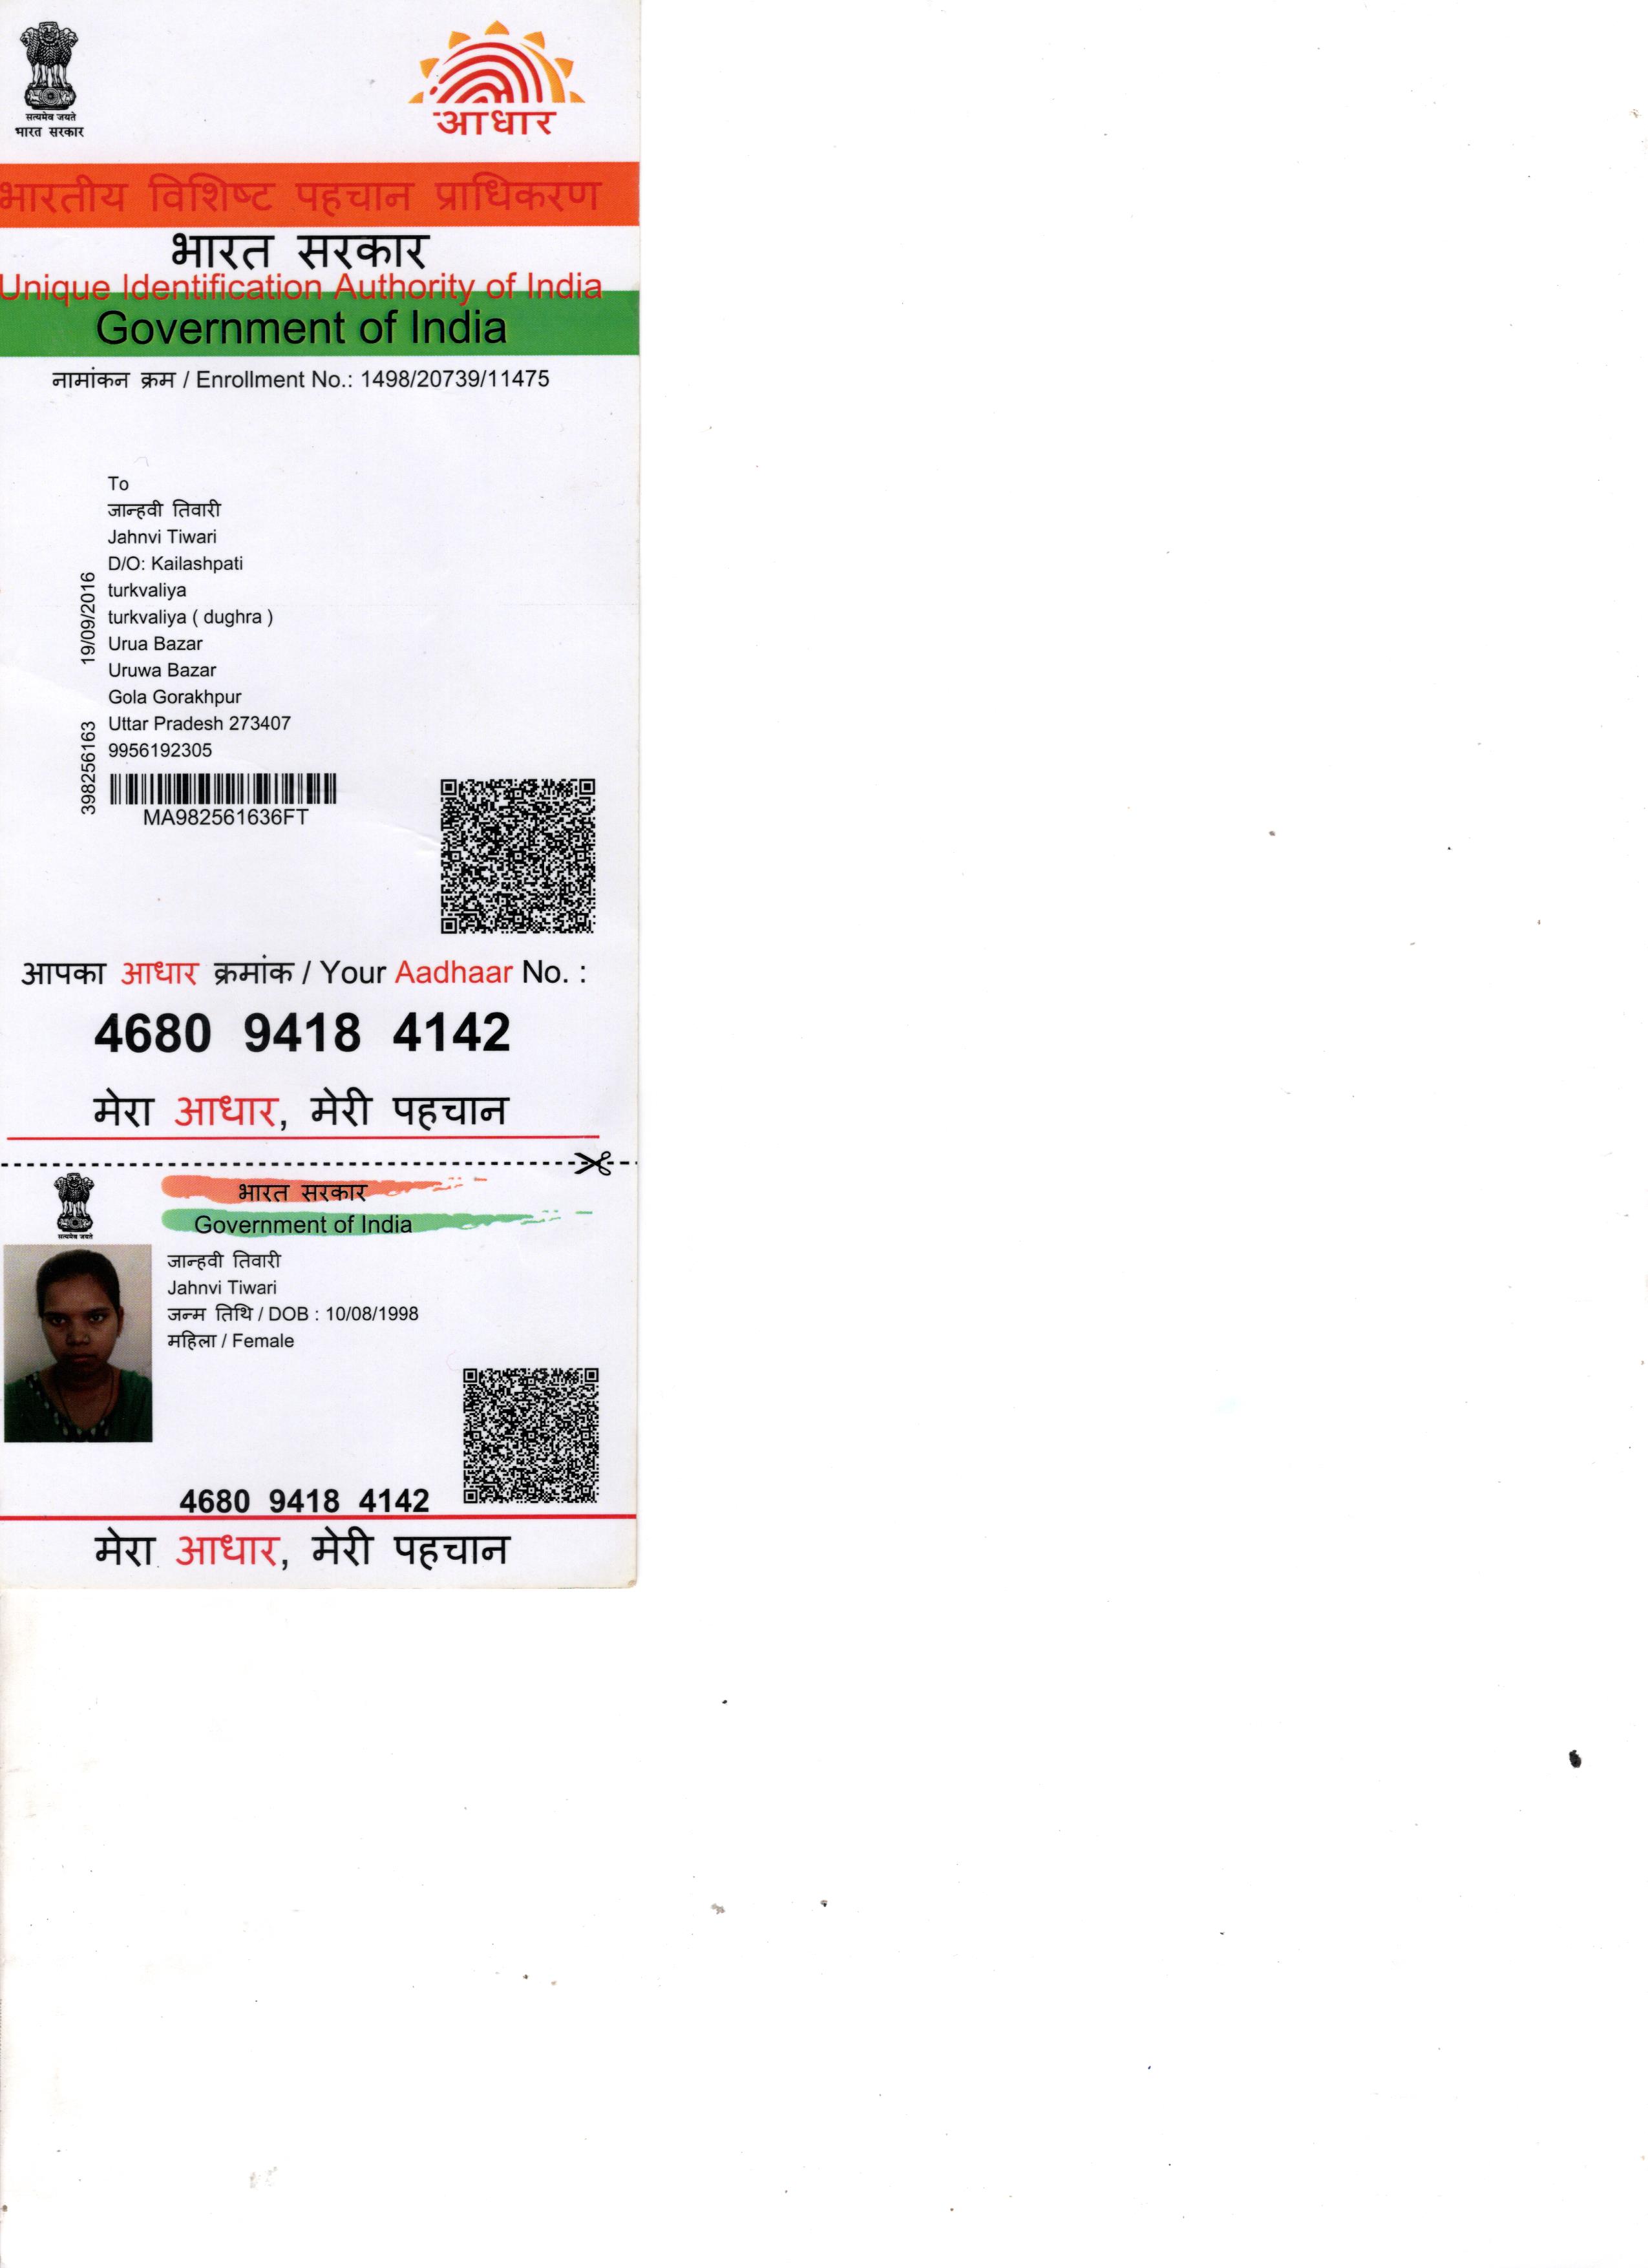 सत्यमेव जयते
भारत सरकार
आधार
भारतीय विशिष्ट पहचान प्राधिकरण
भारत सरकार
Unique Identification Authority of India
Government of India
नामांकन क्रम / Enrollment No.: 1498/20739/11475
To
जान्हवी तिवारी
Jahnvi Tiwari
D/O: Kailashpati
turkvaliya
turkvaliya ( dughra )
Urua Bazar
Uruwa Bazar
Gola Gorakhpur
Uttar Pradesh 273407
9956192305
398256163 19/09/2016
MA982561636FT
आपका आधार क्रमांक / Your Aadhaar No. :
4680 9418 4142
मेरा आधार, मेरी पहचान
सत्यमेव जयते
भारत सरकार
Government of India
जान्हवी तिवारी
Jahnvi Tiwari
जन्म तिथि / DOB : 10/08/1998
महिला / Female
4680 9418 4142
मेरा आधार, मेरी पहचान